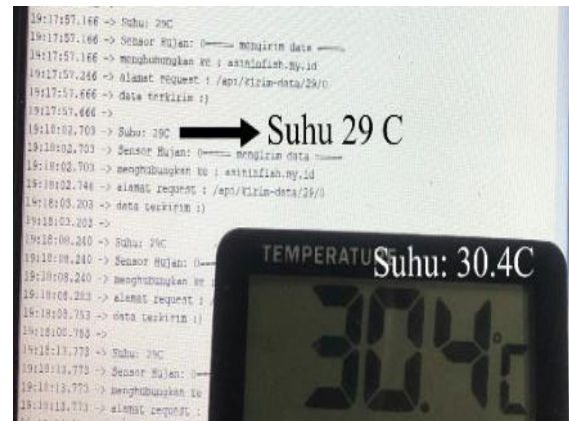 19:17:57.166 -> Suhu: 29C
19:17:57.166 -> Sensor Hujan: 0---- mengirim data ----
19:17:57.166 -> menghubungkan ke : asininfish.my.id
19:17:57.246 -> alamat request : /api/kirim-data/29/0
19:17:57.666 -> data terkirim :)
19:17:57.666 ->
19:18:02.703 -> Suhu: 29C
Suhu 29 C
19:18:02.703 -> Sensor Hujan: 0---- mengirim data ----
19:18:02.703 -> menghubungkan ke : asininfish.my.id
19:18:02.746 -> alamat request : /api/kirim-data/29/0
19:18:03.203 -> data terkirim :)
19:18:03.203 ->
19:18:08.240 -> Suhu: 29C
19:18:08.240 -> Sensor Hujan: 0----
19:18:08.240 -> menghubungkan ke :
19:18:08.283 -> alamat request : /
19:18:08.753 -> data terkirim :)
19:18:08.753 ->
19:18:13.773 -> Suhu: 29C
19:18:13.773 -> Sensor Hujan: 0----
19:18:13.773 -> menghubungkan ke
19:18:13.773 -> alamat request :
TEMPERATURE
Suhu: 30.4C
30.4°C